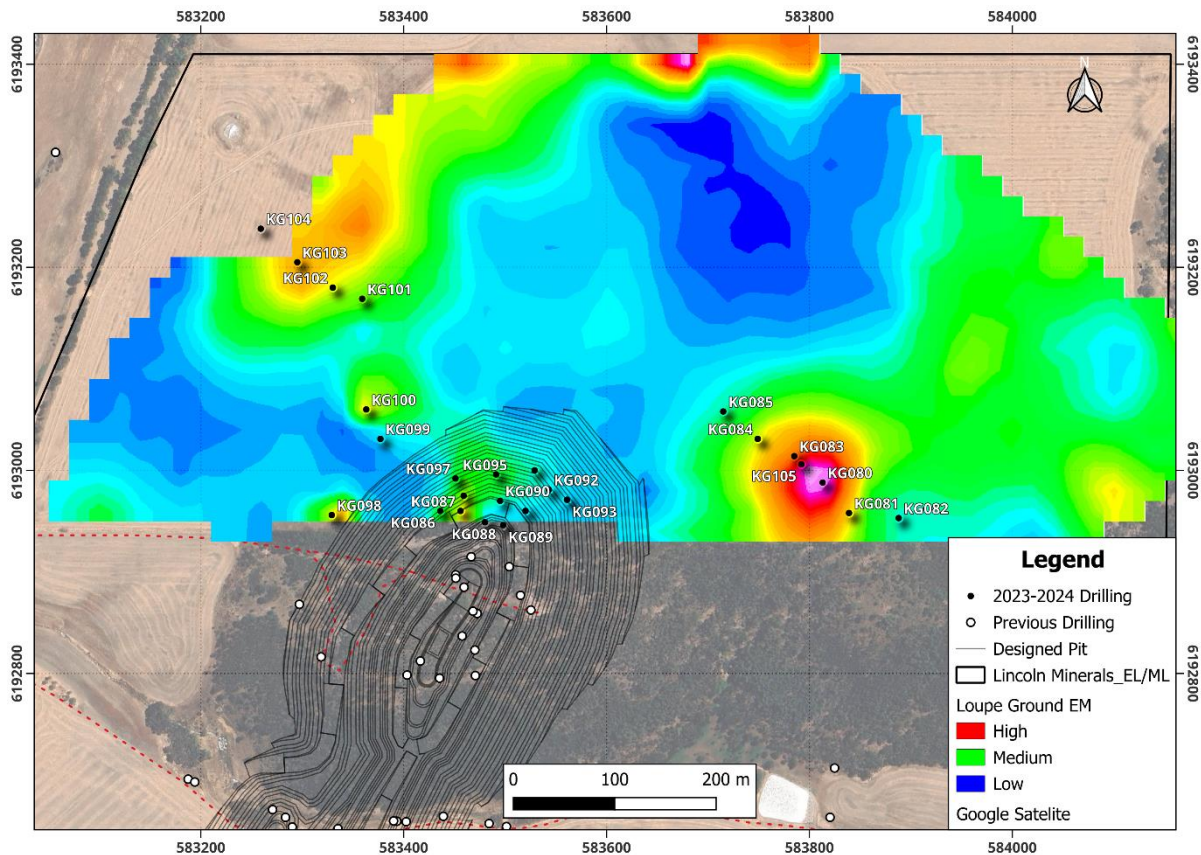 583200 583400 583600 583800 584000
6193400 6193400
N
KG104
KG103
6193200 6193200
KG102
KG101
KG100
KG085
KG099
KG084
KG083
KG097 KG095
6193000 6193000
KG105 KG080
KG092
KG087 KG090
KG098
KG081 KG082
KG093
KG086
KG088 KG089
Legend
2023-2024 Drilling
Previous Drilling
Designed Pit
6192800 6192800
Lincoln Minerals_EL/ML
Loupe Ground EM
High
Medium
Low
Google Satelite
0 100 200 m
583200 583400 583600 583800 584000